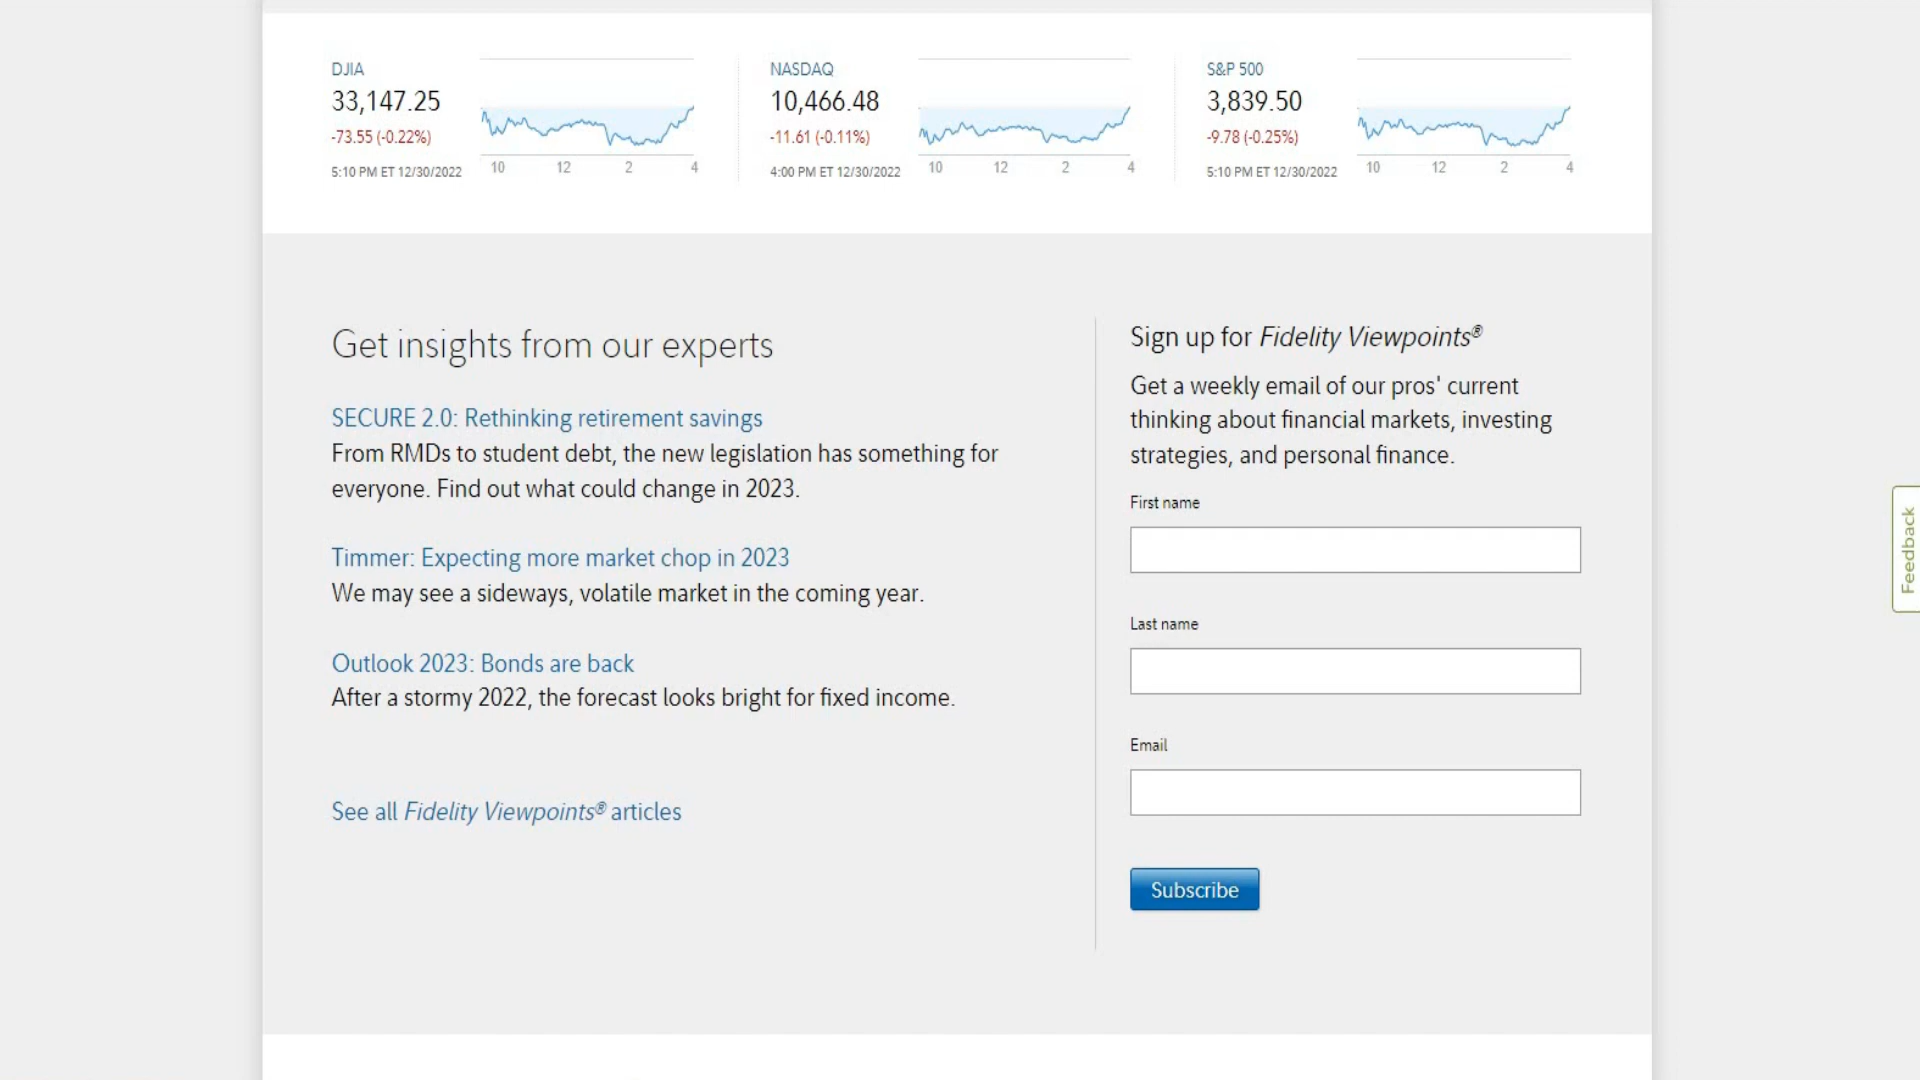 DJIA
33,147.25
-73.55 (-0.22%)
5:10 PM ET 12/30/2022
10 12 2 4
NASDAQ
10,466.48
-11.61 (-0.11%)
4:00 PM ET 12/30/2022
10 12 2 4
S&P 500
3,839.50
-9.78 (-0.25%)
5:10 PM ET 12/30/2022
10 12 2 4
Get insights from our experts
SECURE 2.0: Rethinking retirement savings
From RMDs to student debt, the new legislation has something for
everyone. Find out what could change in 2023.
Timmer: Expecting more market chop in 2023
We may see a sideways, volatile market in the coming year.
Outlook 2023: Bonds are back
After a stormy 2022, the forecast looks bright for fixed income.
See all Fidelity Viewpoints® articles
Sign up for Fidelity Viewpoints®
Get a weekly email of our pros' current
thinking about financial markets, investing
strategies, and personal finance.
First name
Last name
Email
Subscribe
Feedback